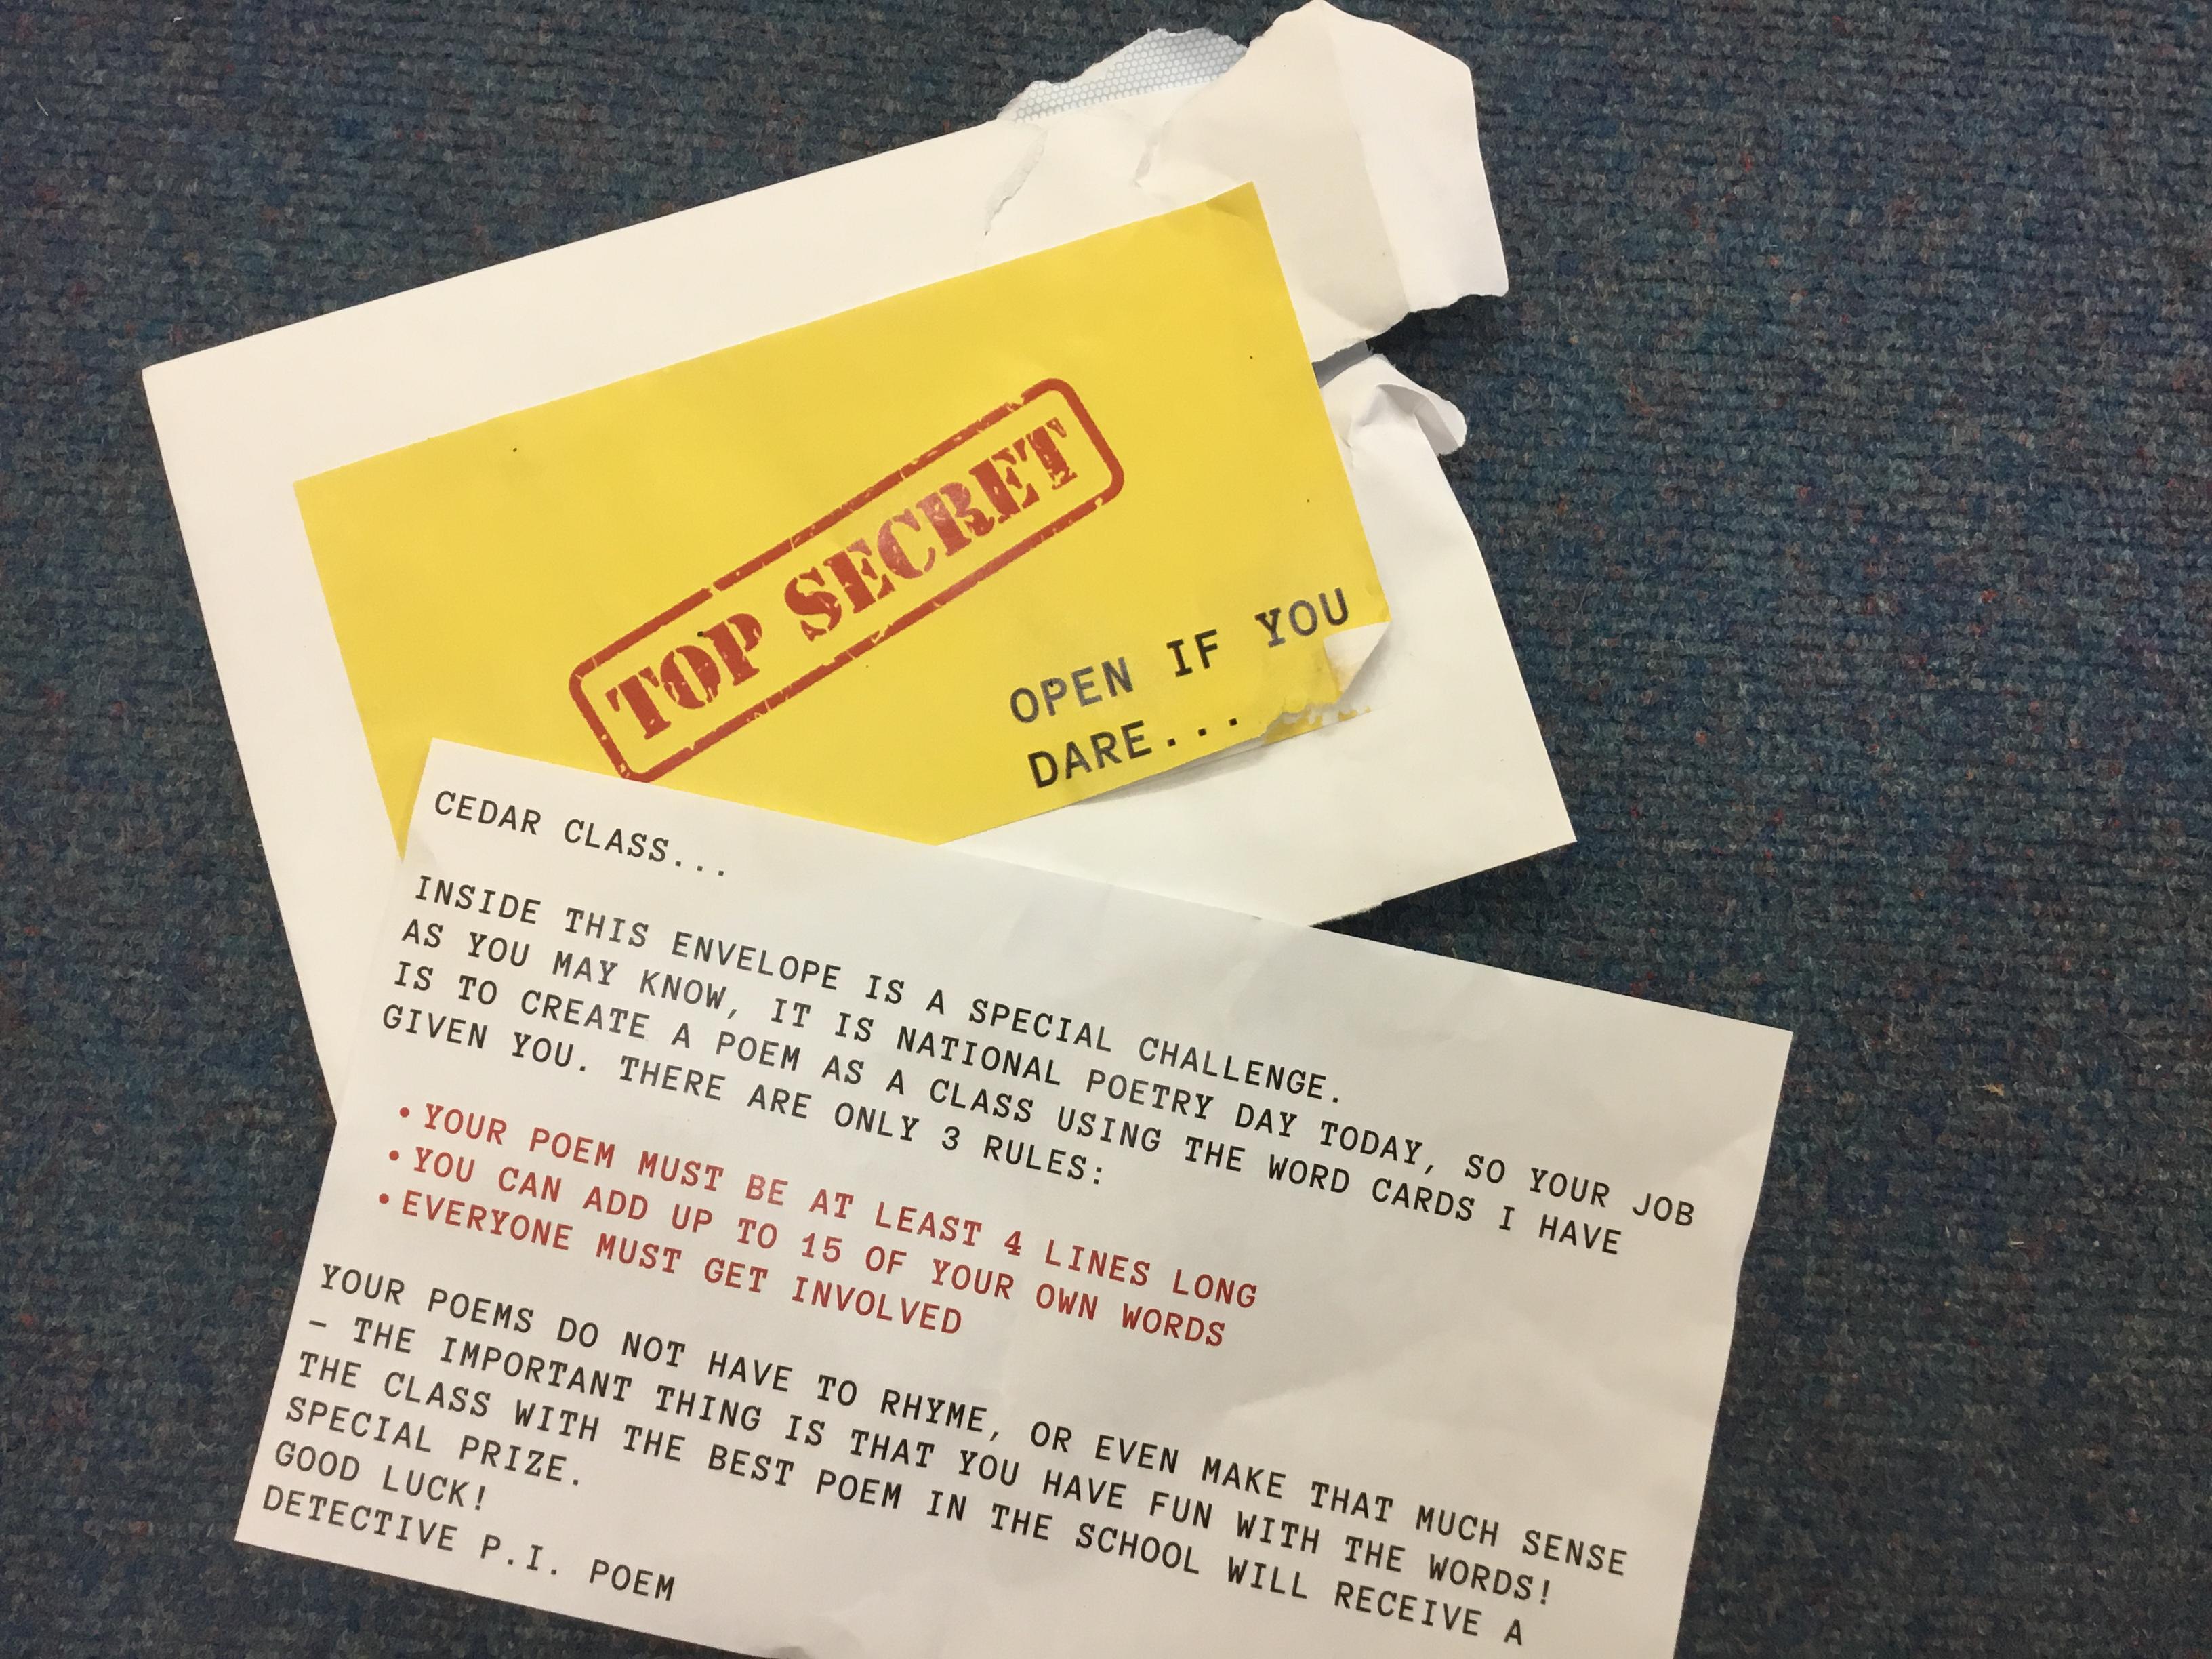 TOP SECRET
OPEN IF YOU
DARE...
CEDAR CLASS...
INSIDE THIS ENVELOPE IS A SPECIAL CHALLENGE.
AS YOU MAY KNOW, IT IS NATIONAL POETRY DAY TODAY, SO YOUR JOB
IS TO CREATE A POEM AS A CLASS USING THE WORD CARDS I HAVE
GIVEN YOU. THERE ARE ONLY 3 RULES:
• YOUR POEM MUST BE AT LEAST 4 LINES LONG
• YOU CAN ADD UP TO 15 OF YOUR OWN WORDS
• EVERYONE MUST GET INVOLVED
YOUR POEMS DO NOT HAVE TO RHYME, OR EVEN MAKE THAT MUCH SENSE
– THE IMPORTANT THING IS THAT YOU HAVE FUN WITH THE WORDS!
THE CLASS WITH THE BEST POEM IN THE SCHOOL WILL RECEIVE A
SPECIAL PRIZE.
GOOD LUCK!
DETECTIVE P.I. POEM